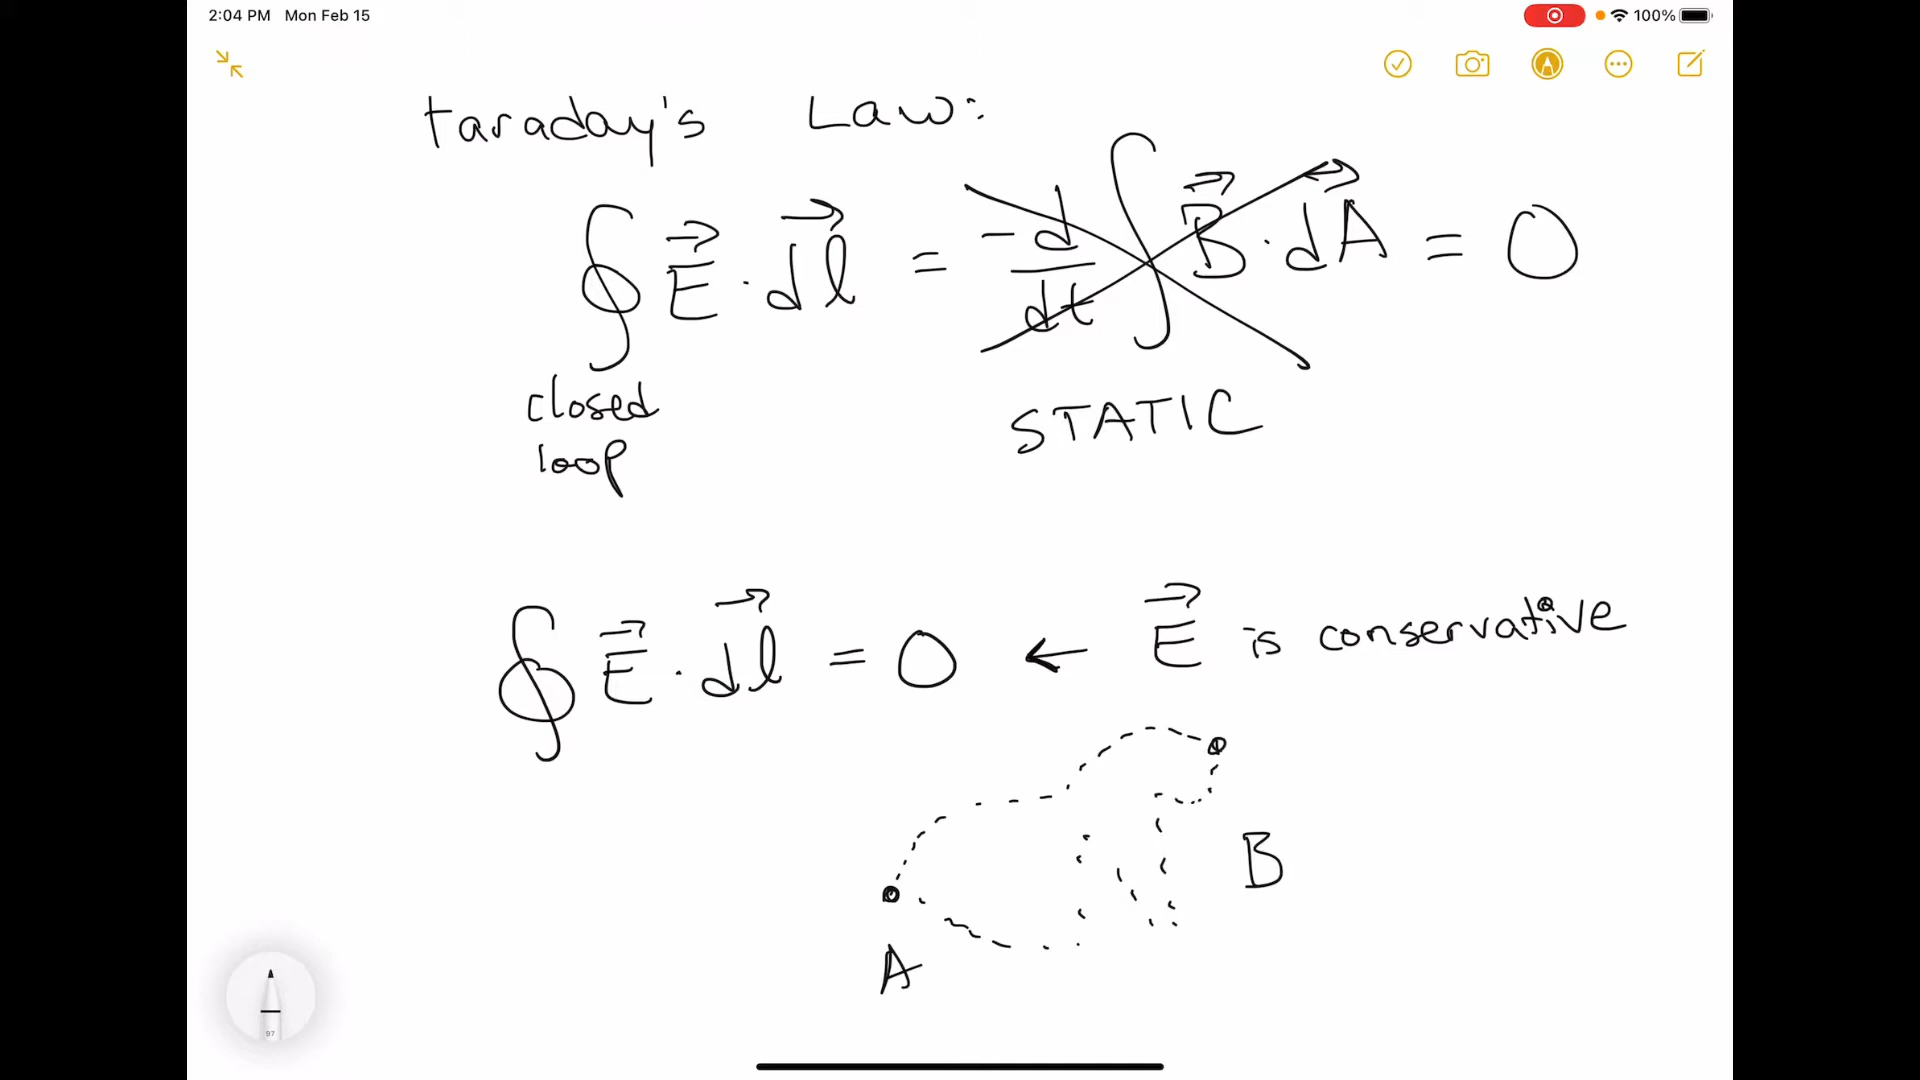 2:04 PM Mon Feb 15
100%
Faraday's Law:
∮ E⃗ · dl⃗ = -d/dt ∫ B⃗ · dA⃗ = 0
closed
loop
STATIC
∮ E⃗ · dl⃗ = 0 ← E⃗ is conservative
B
A
97